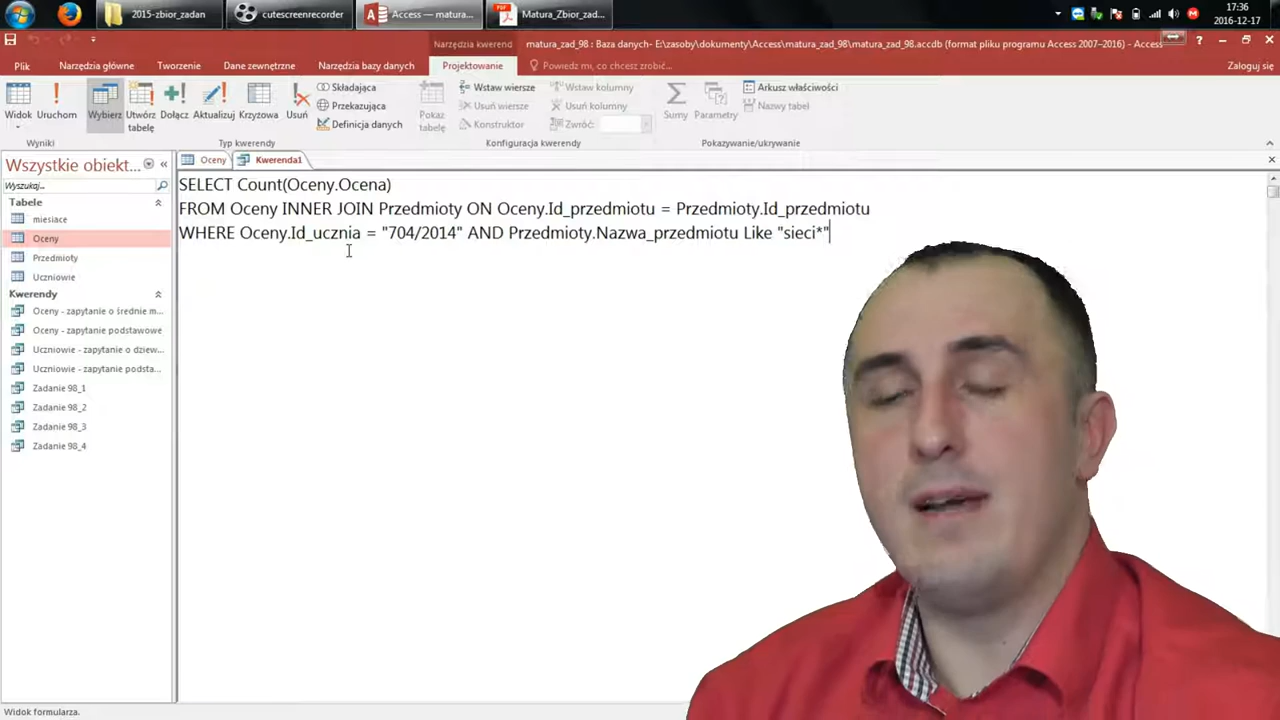 2015-zbior_zadan
cutescreenrecorder
Access — matura...
Matura_Zbior_zad...
17:36
2016-12-17
Narzędzia kwerend
matura_zad_98 : Baza danych- E:\zasoby\dokumenty\Access\matura_zad_98\matura_zad_98.accdb (format pliku programu Access 2007–2016) - Access
Plik
Narzędzia główne
Tworzenie
Dane zewnętrzne
Narzędzia bazy danych
Projektowanie
Powiedz mi, co chcesz zrobić...
Zaloguj się
Widok
Uruchom
Wybierz
Utwórz tabelę
Dołącz
Aktualizuj
Krzyżowa
Usuń
Składająca
Przekazująca
Definicja danych
Pokaz tabelę
Wstaw wiersze
Usuń wiersze
Konstruktor
Wstaw kolumny
Usuń kolumny
Zwróć:
Sumy
Parametry
Arkusz właściwości
Nazwy tabel
Wyniki
Typ kwerendy
Konfiguracja kwerendy
Pokazywanie/ukrywanie
Wszystkie obiekt...
Wyszukaj...
Tabele
miesiace
Oceny
Przedmioty
Uczniowie
Kwerendy
Oceny - zapytanie o średnie m...
Oceny - zapytanie podstawowe
Uczniowie - zapytanie o dziew...
Uczniowie - zapytanie podsta...
Zadanie 98_1
Zadanie 98_2
Zadanie 98_3
Zadanie 98_4
Oceny
Kwerenda1
SELECT Count(Oceny.Ocena)
FROM Oceny INNER JOIN Przedmioty ON Oceny.Id_przedmiotu = Przedmioty.Id_przedmiotu
WHERE Oceny.Id_ucznia = "704/2014" AND Przedmioty.Nazwa_przedmiotu Like "sieci*"
Widok formularza.